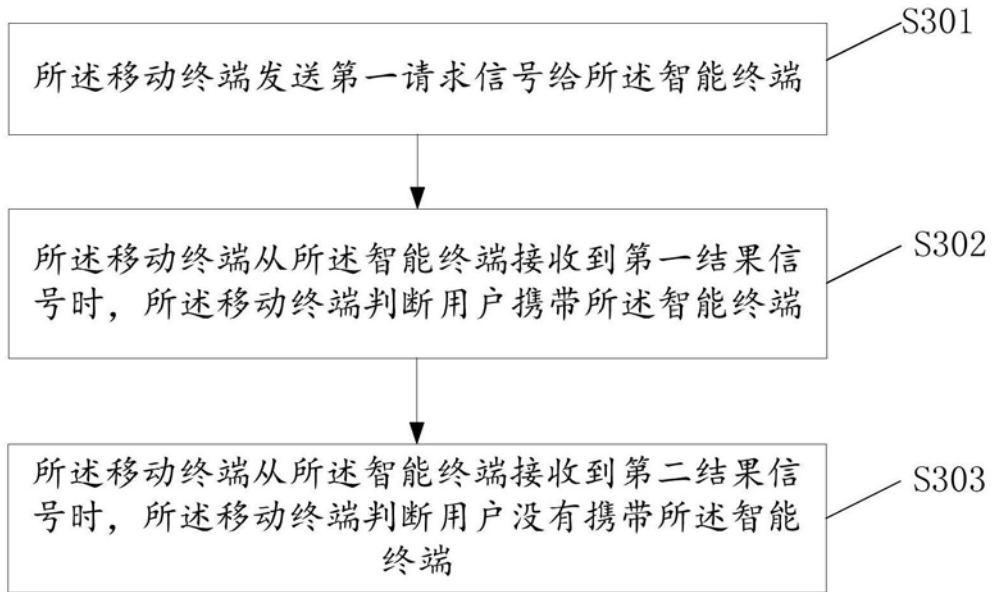 S301
所述移动终端发送第一请求信号给所述智能终端
S302
所述移动终端从所述智能终端接收到第一结果信
号时，所述移动终端判断用户携带所述智能终端
S303
所述移动终端从所述智能终端接收到第二结果信
号时，所述移动终端判断用户没有携带所述智能
终端